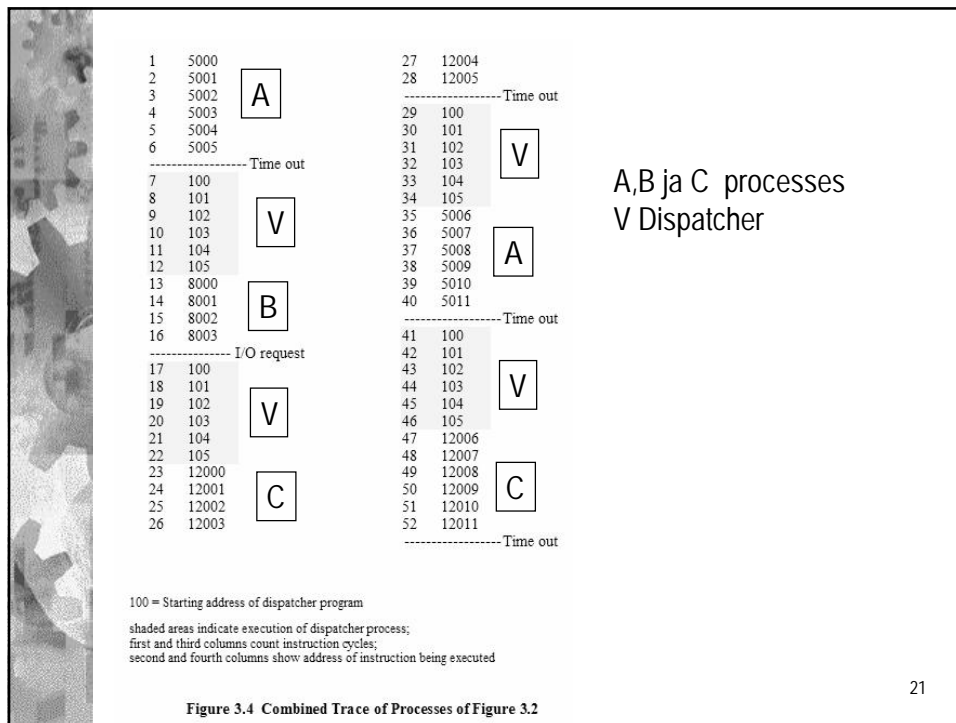 1 5000
2 5001
3 5002
4 5003
5 5004
6 5005
A
------------------ Time out
7 100
8 101
9 102
10 103
11 104
12 105
V
13 8000
14 8001
15 8002
16 8003
B
--------------- I/O request
17 100
18 101
19 102
20 103
21 104
22 105
V
23 12000
24 12001
25 12002
26 12003
C
27 12004
28 12005
------------------ Time out
29 100
30 101
31 102
32 103
33 104
34 105
V
35 5006
36 5007
37 5008
38 5009
39 5010
40 5011
A
------------------ Time out
41 100
42 101
43 102
44 103
45 104
46 105
V
47 12006
48 12007
49 12008
50 12009
51 12010
52 12011
C
------------------ Time out
A,B ja C processes
V Dispatcher
100 = Starting address of dispatcher program
shaded areas indicate execution of dispatcher process;
first and third columns count instruction cycles;
second and fourth columns show address of instruction being executed
Figure 3.4 Combined Trace of Processes of Figure 3.2
21